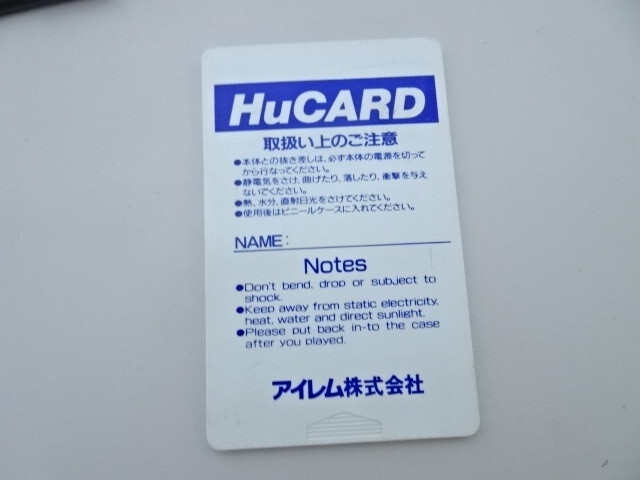 HuCARD
取扱い上のご注意
●本体との抜き差しは、必ず本体の電源を切って
から行なってください。
●静電気をさけ、曲げたり、落したり、衝撃を与え
ないでください。
●熱、水分、直射日光をさけてください。
●使用後はビニールケースに入れてください。
NAME:
Notes
●Don't bend, drop or subject to
shock.
●Keep away from static electricity,
heat, water and direct sunlight.
●Please put back in-to the case
after you played.
アイレム株式会社